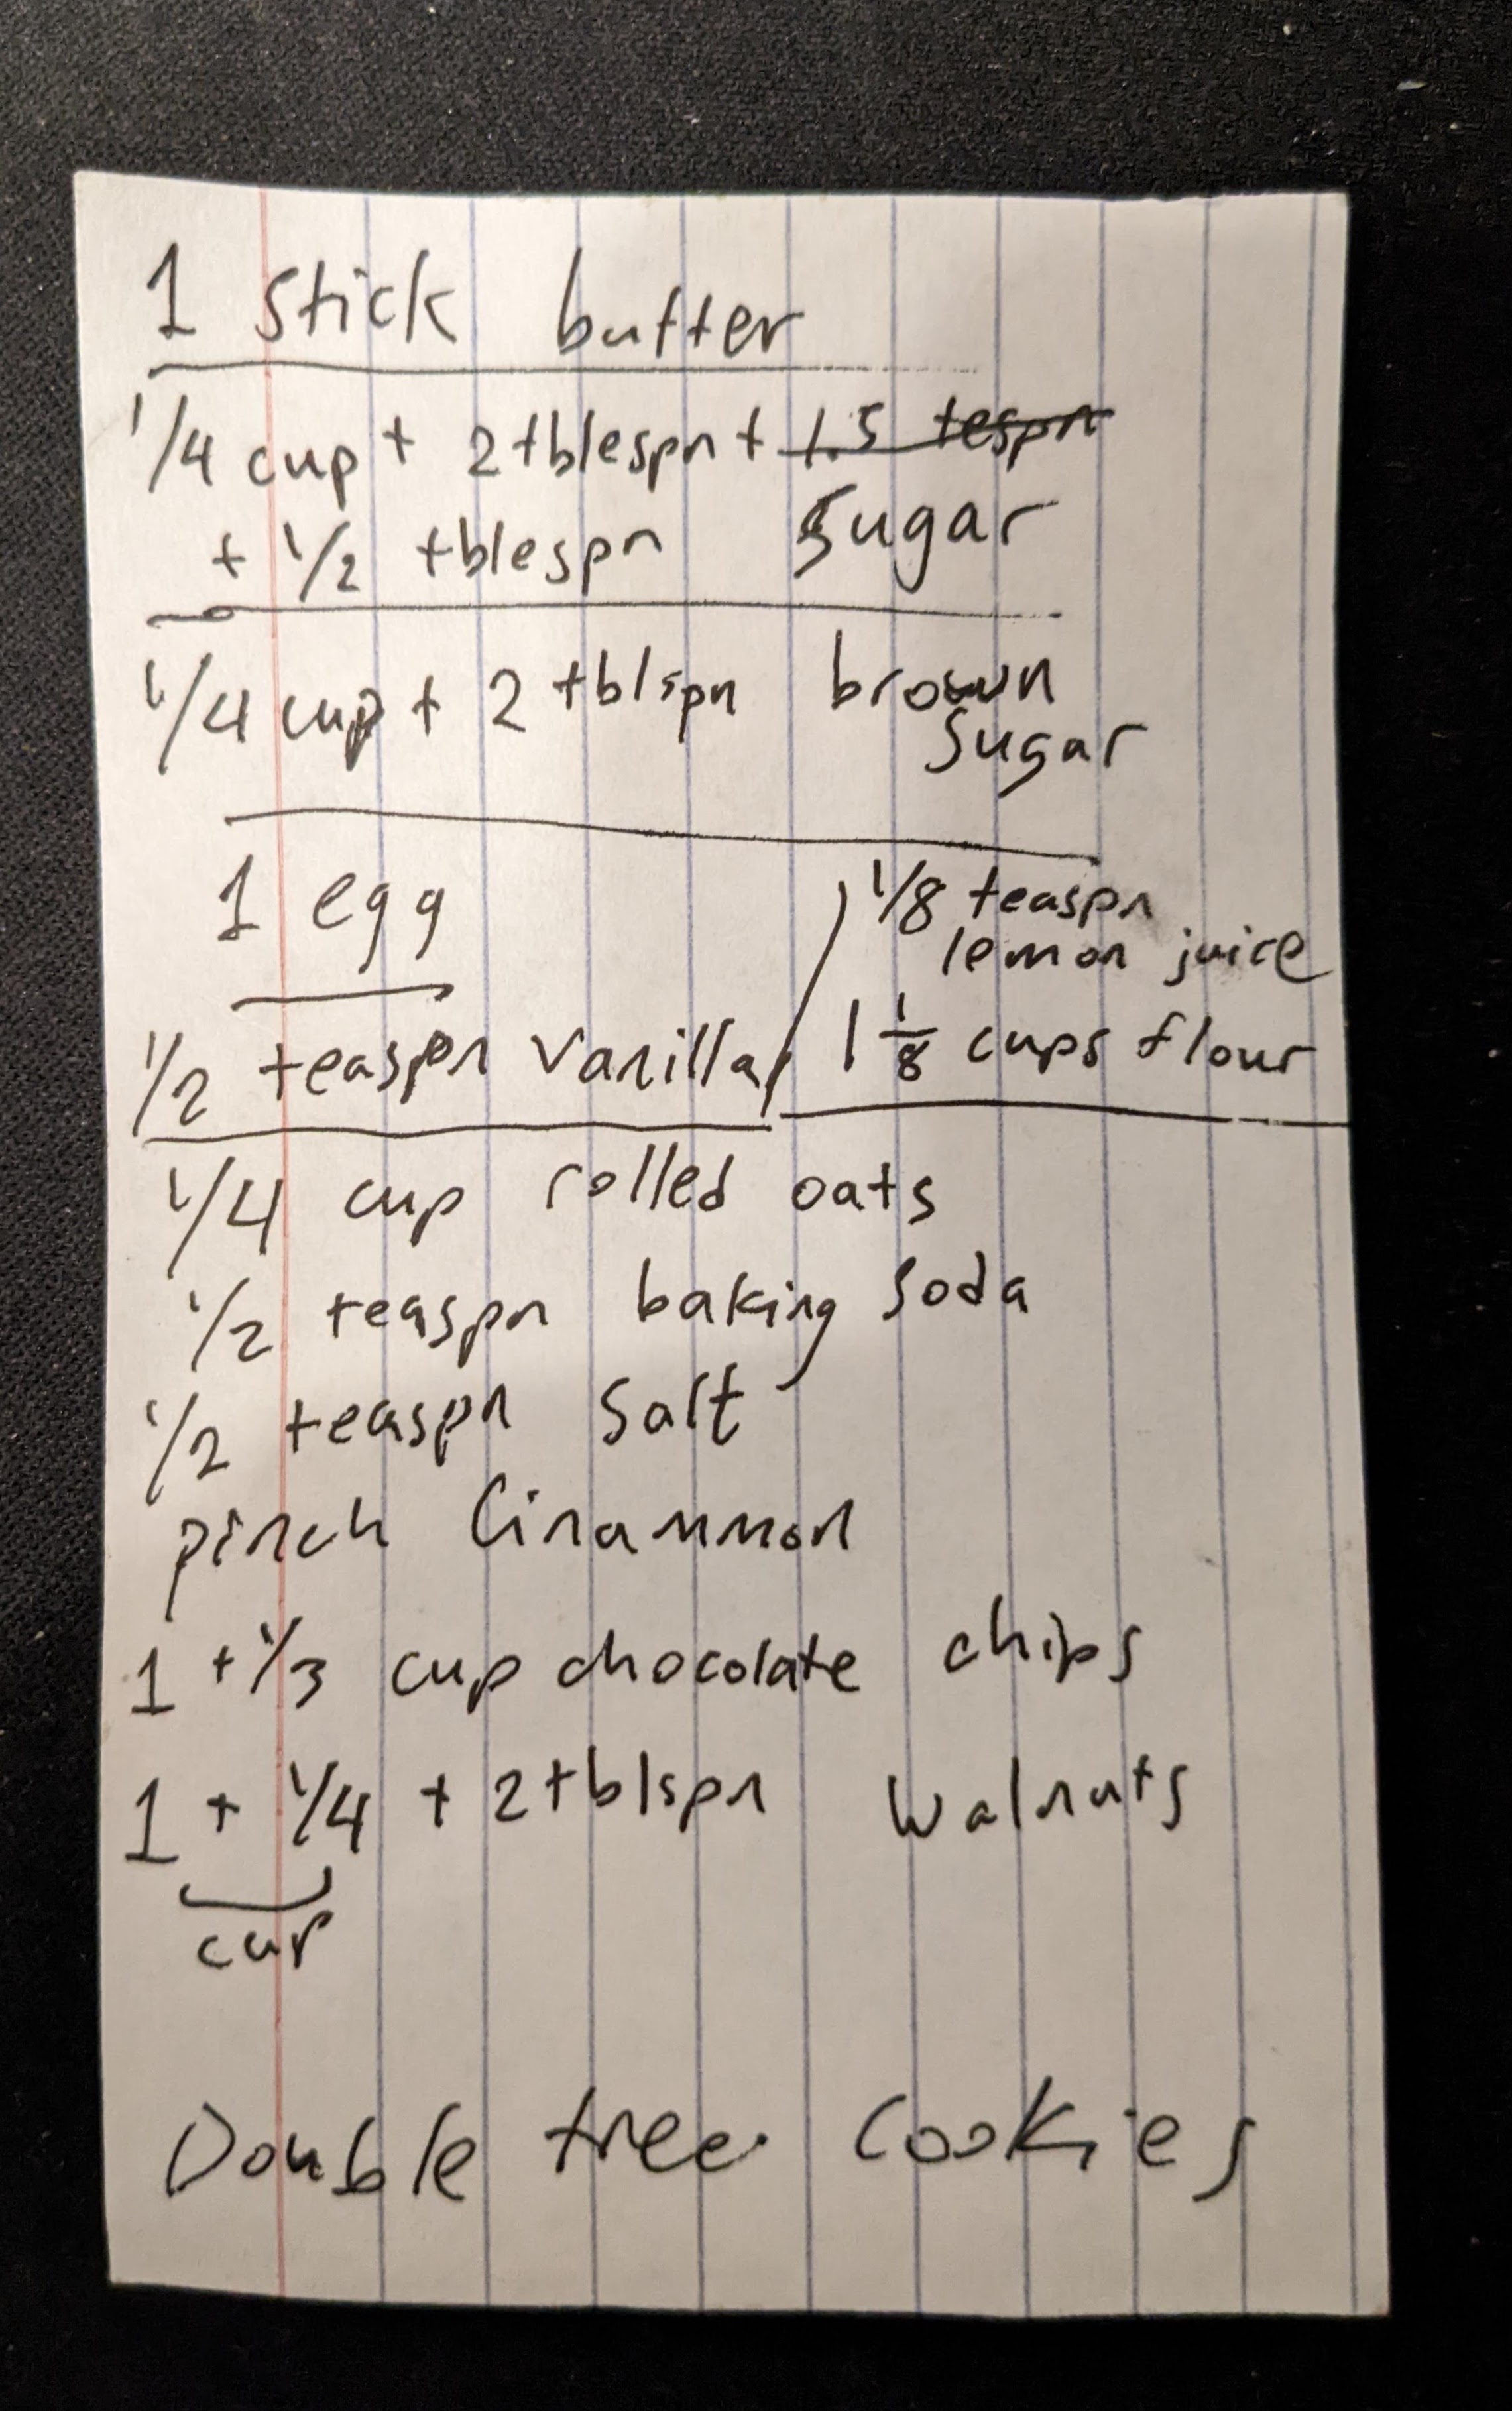 1 stick butter
1/4 cup + 2 tblespn + 1.5 tespn
+ 1/2 tblespn sugar
1/4 cup + 2 tblspn brown
sugar
1 egg
1/2 teaspn vanilla
1/8 teaspn
lemon juice
1 1/8 cups flour
1/4 cup rolled oats
1/2 teaspn baking soda
1/2 teaspn salt
pinch Cinammon
1 + 1/3 cup chocolate chips
1 + 1/4 + 2 tblspn walnuts
cup
Double tree Cookies